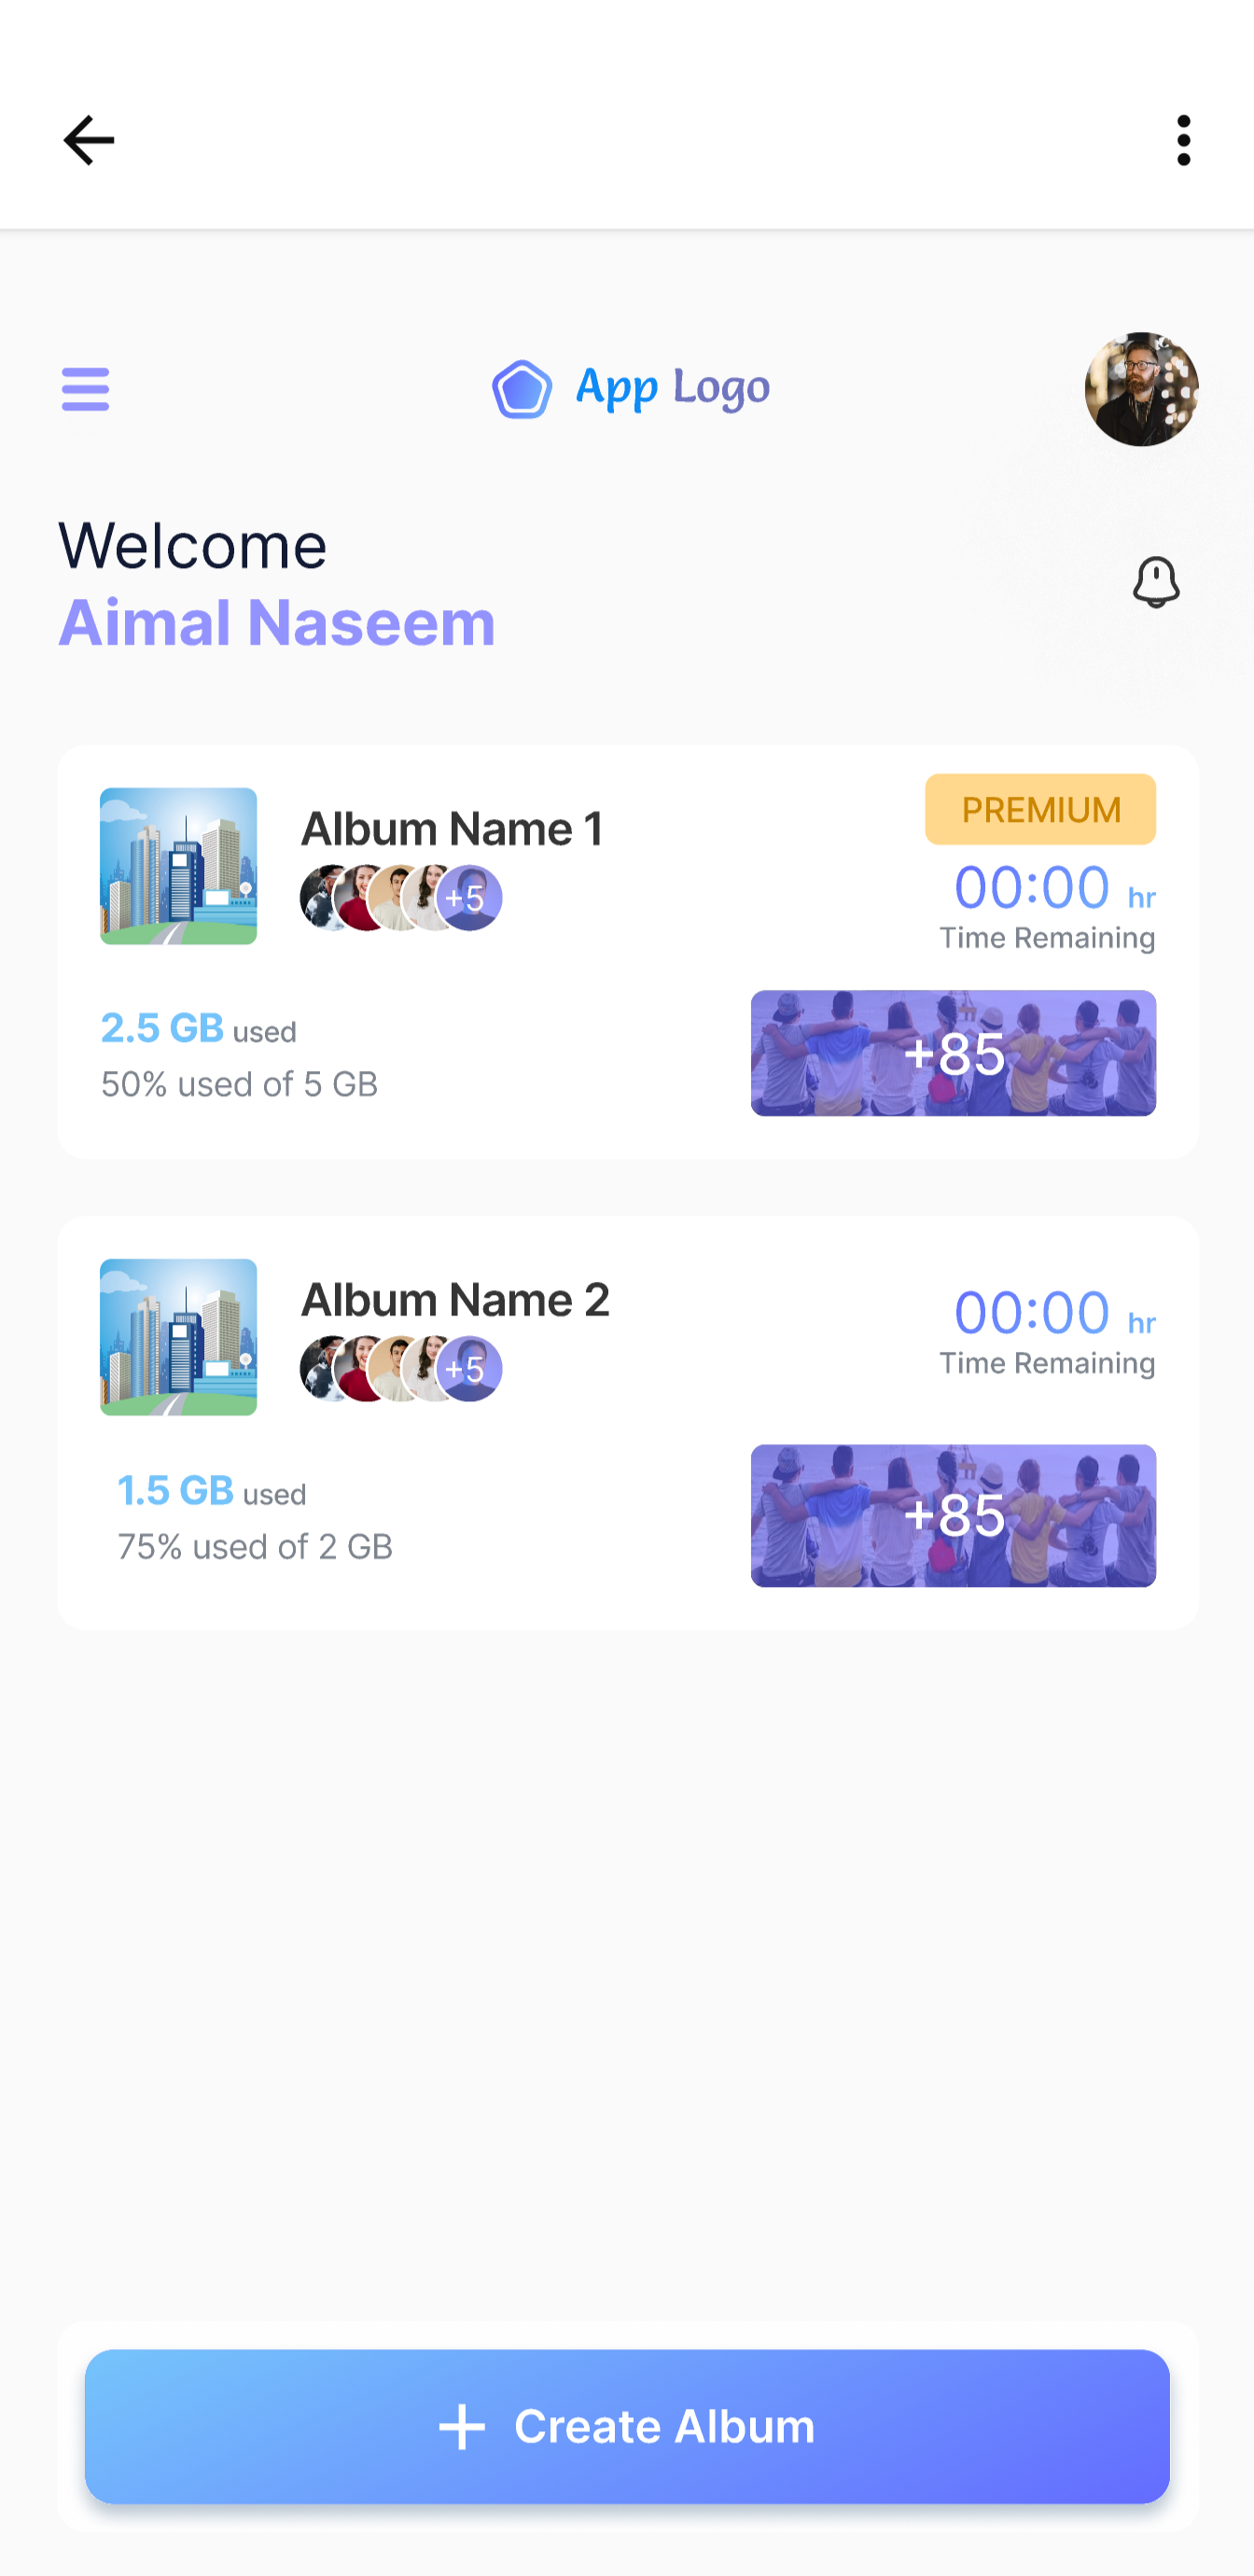 App Logo
Welcome
Aimal Naseem
Album Name 1
+5
PREMIUM
00:00 hr
Time Remaining
2.5 GB used
50% used of 5 GB
+85
Album Name 2
+5
00:00 hr
Time Remaining
1.5 GB used
75% used of 2 GB
+85
+ Create Album